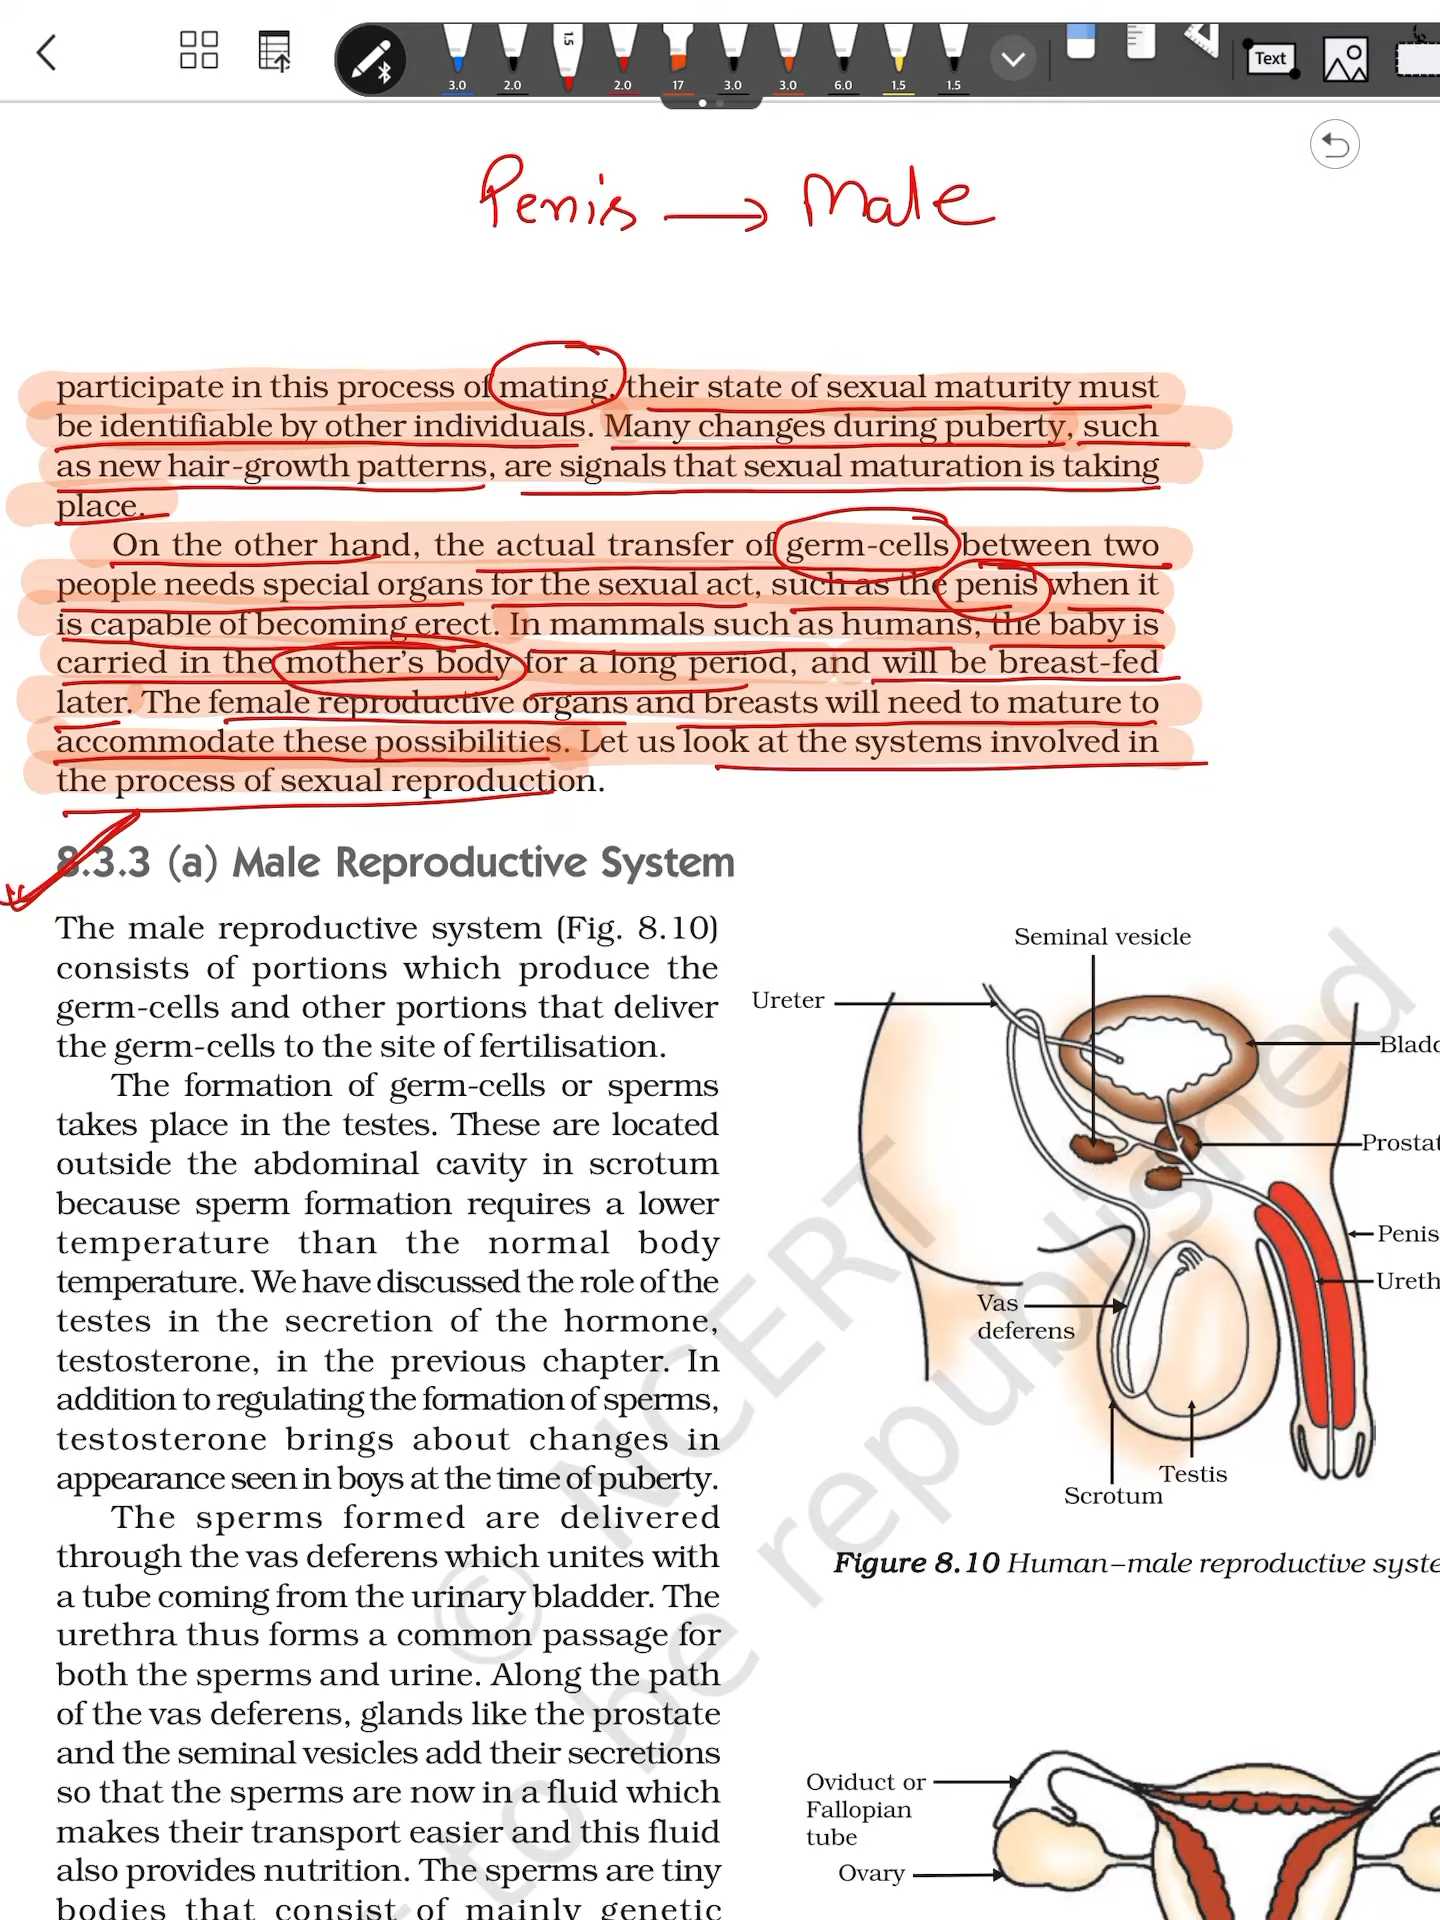 3.0 2.0 1.5 2.0 17 3.0 3.0 6.0 1.5 1.5 Text
Penis → Male
participate in this process of mating, their state of sexual maturity must
be identifiable by other individuals. Many changes during puberty, such
as new hair-growth patterns, are signals that sexual maturation is taking
place.
On the other hand, the actual transfer of germ-cells between two
people needs special organs for the sexual act, such as the penis when it
is capable of becoming erect. In mammals such as humans, the baby is
carried in the mother's body for a long period, and will be breast-fed
later. The female reproductive organs and breasts will need to mature to
accommodate these possibilities. Let us look at the systems involved in
the process of sexual reproduction.
8.3.3 (a) Male Reproductive System
The male reproductive system (Fig. 8.10)
consists of portions which produce the
germ-cells and other portions that deliver
the germ-cells to the site of fertilisation.
The formation of germ-cells or sperms
takes place in the testes. These are located
outside the abdominal cavity in scrotum
because sperm formation requires a lower
temperature than the normal body
temperature. We have discussed the role of the
testes in the secretion of the hormone,
testosterone, in the previous chapter. In
addition to regulating the formation of sperms,
testosterone brings about changes in
appearance seen in boys at the time of puberty.
The sperms formed are delivered
through the vas deferens which unites with
a tube coming from the urinary bladder. The
urethra thus forms a common passage for
both the sperms and urine. Along the path
of the vas deferens, glands like the prostate
and the seminal vesicles add their secretions
so that the sperms are now in a fluid which
makes their transport easier and this fluid
also provides nutrition. The sperms are tiny
bodies that consist of mainly genetic
Seminal vesicle
Ureter
Bladd
Prostat
Penis
Ureth
Vas
deferens
Testis
Scrotum
Figure 8.10 Human–male reproductive syste
Oviduct or
Fallopian
tube
Ovary
© NCERT
to be republished